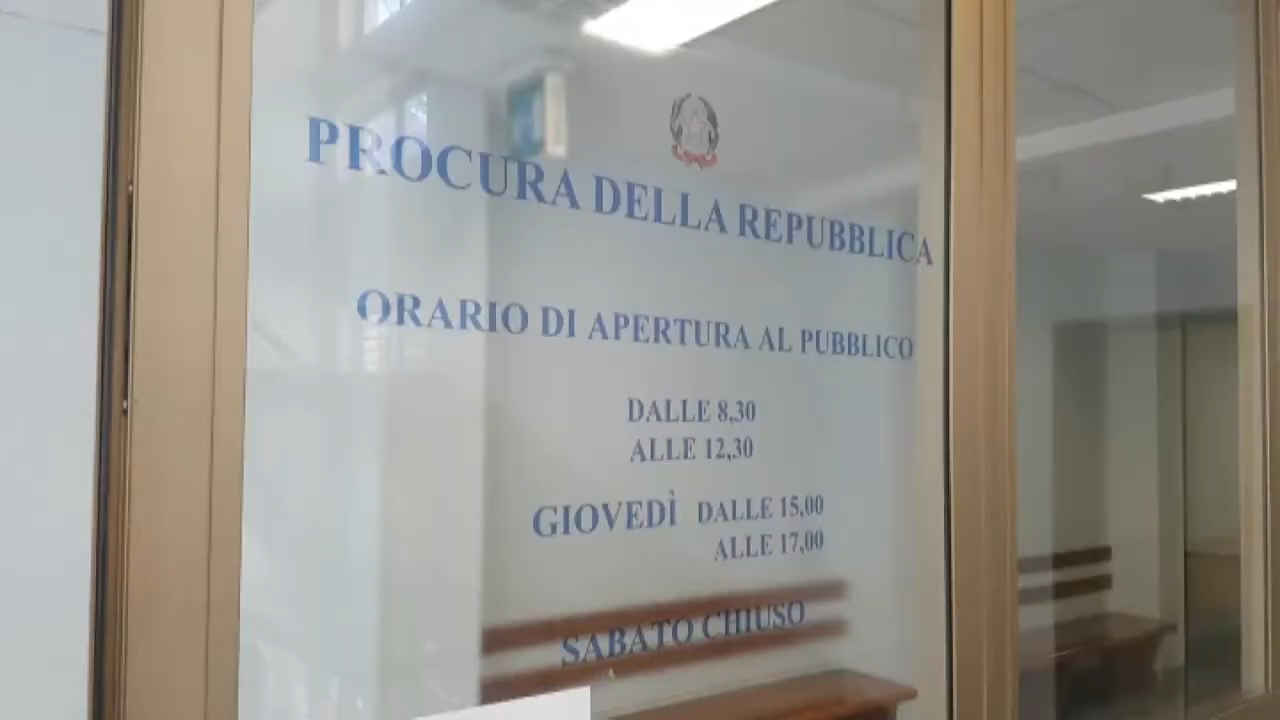 PROCURA DELLA REPUBBLICA
ORARIO DI APERTURA AL PUBBLICO
DALLE 8,30
ALLE 12,30
GIOVEDÌ DALLE 15,00
ALLE 17,00
SABATO CHIUSO